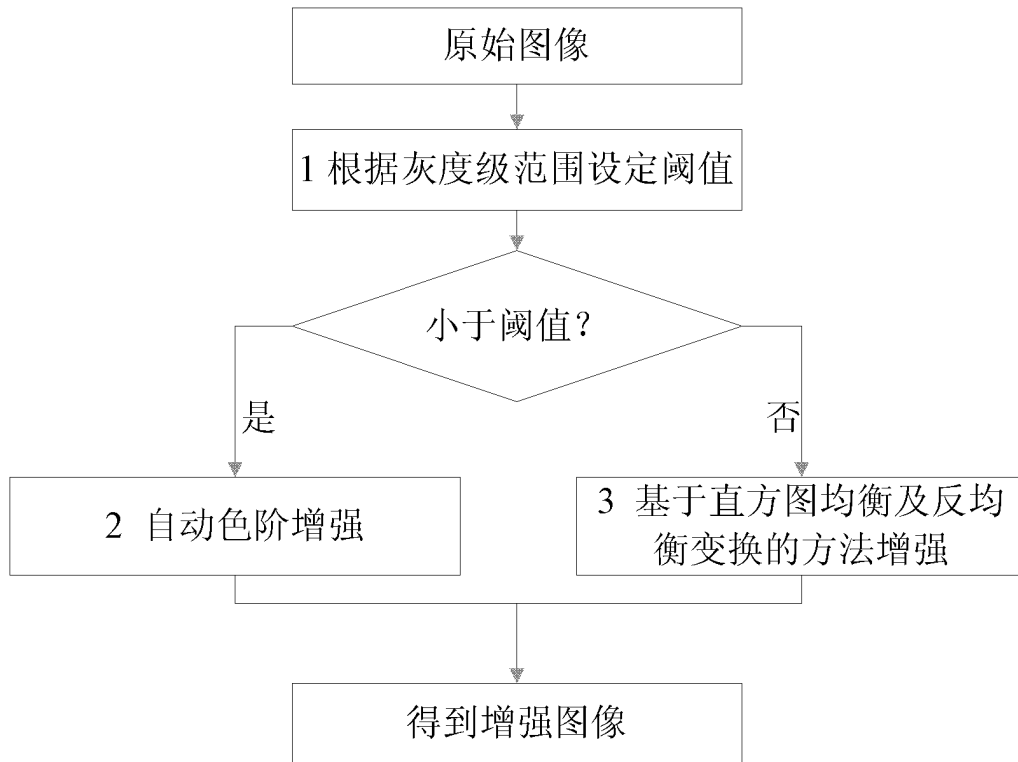 原始图像
1 根据灰度级范围设定阈值
小于阈值?
是
否
2 自动色阶增强
3 基于直方图均衡及反均
衡变换的方法增强
得到增强图像